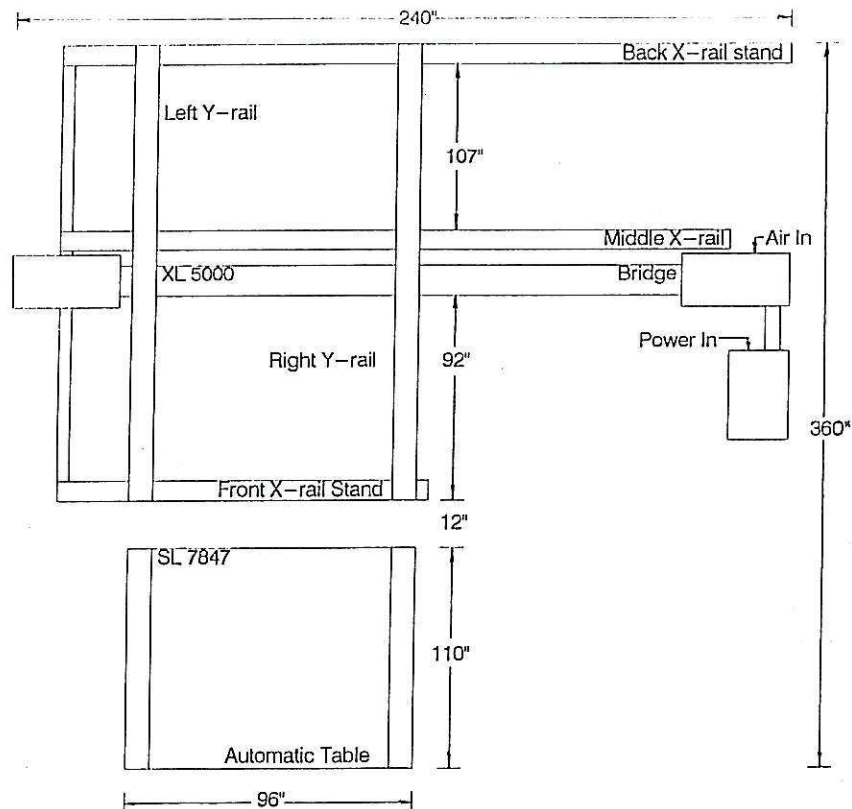 240"
Back X-rail stand
Left Y-rail
107"
Middle X-rail
Air In
XL 5000
Bridge
Power In
Right Y-rail
92"
360"
Front X-rail Stand
12"
SL 7847
110"
Automatic Table
96"